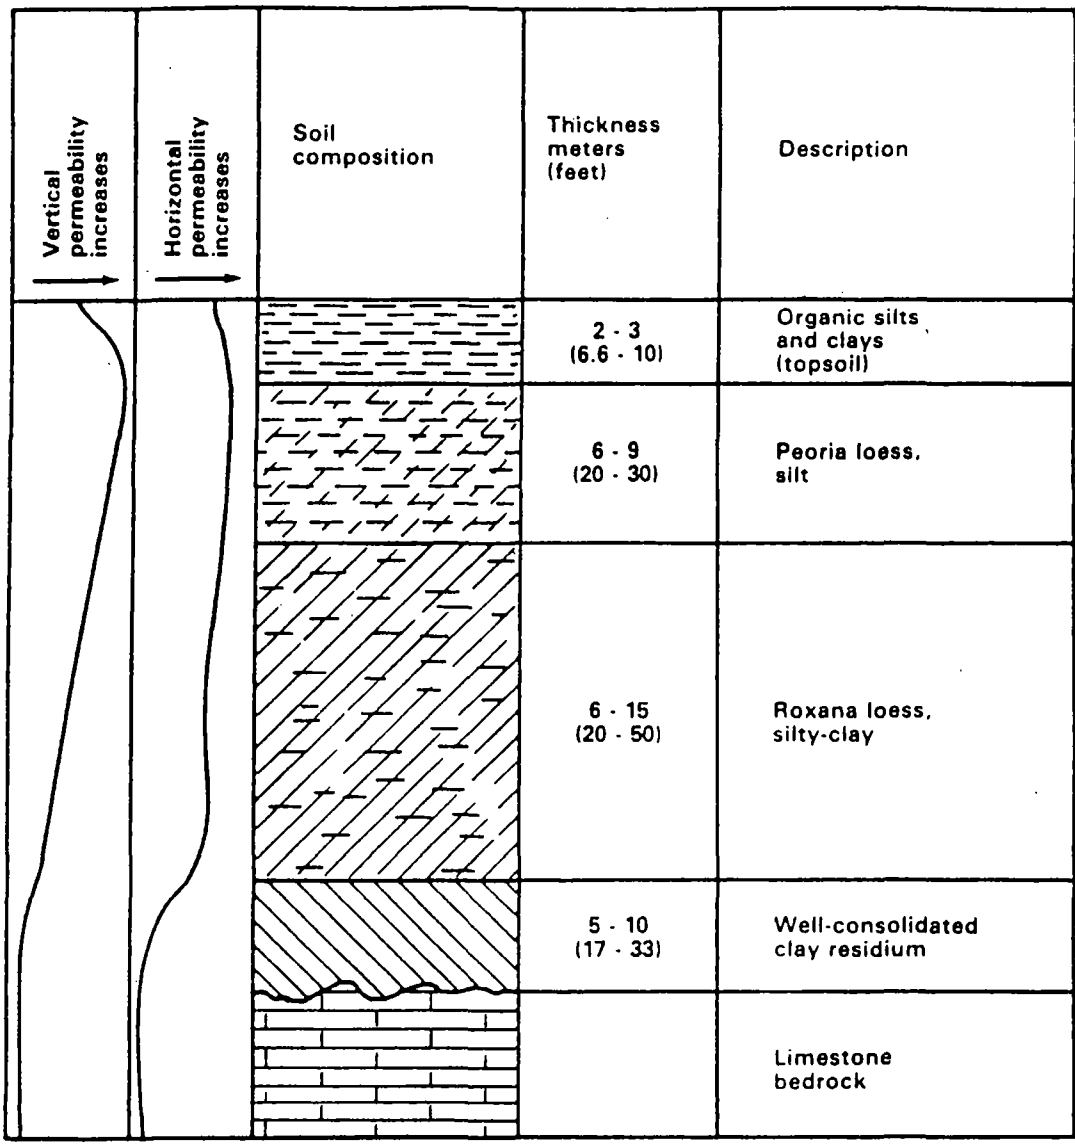 Vertical
permeability
increases
Horizontal
permeability
increases
Soil
composition
Thickness
meters
(feet)
Description
2 - 3
(6.6 - 10)
Organic silts
and clays
(topsoil)
6 - 9
(20 - 30)
Peoria loess,
silt
6 - 15
(20 - 50)
Roxana loess,
silty-clay
5 - 10
(17 - 33)
Well-consolidated
clay residium
Limestone
bedrock